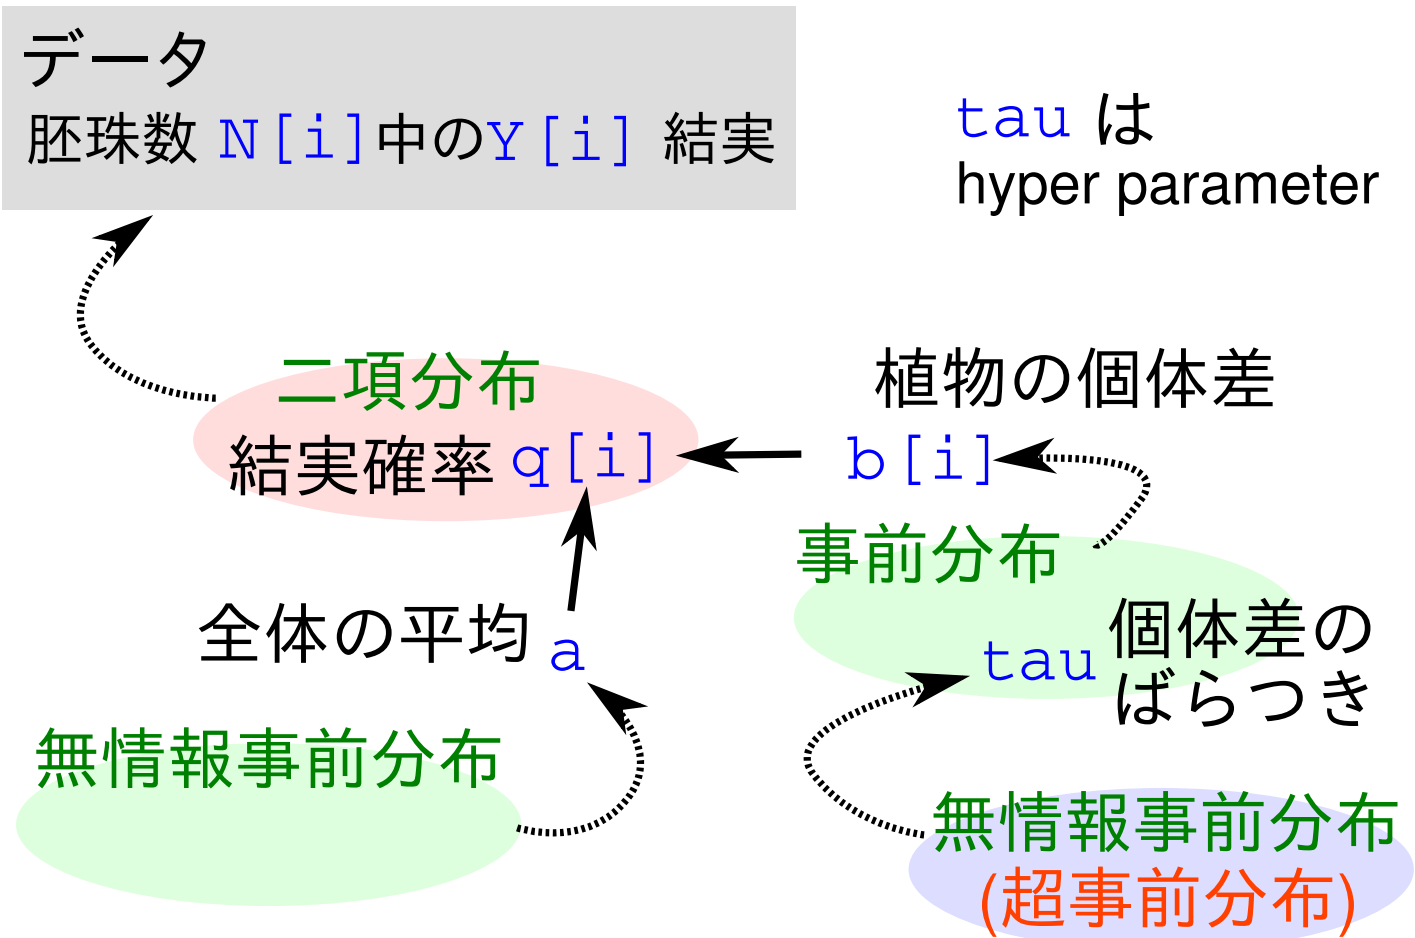 データ
胚珠数 N[i]中のY[i] 結実
tau は
hyper parameter
二項分布
結実確率 q[i]
植物の個体差
b[i]
事前分布
tau 個体差の
ばらつき
全体の平均 a
無情報事前分布
無情報事前分布
(超事前分布)